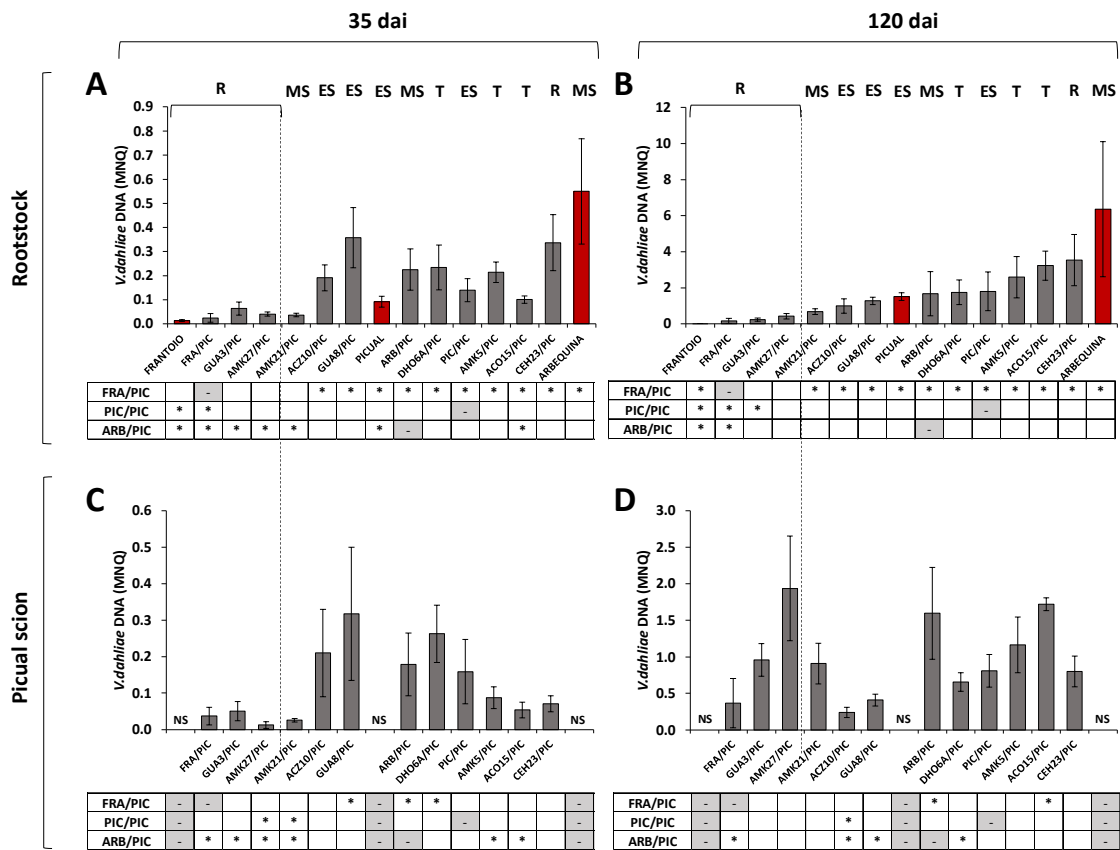 35 dai
120 dai
Rootstock
A
R
MS ES ES ES MS T ES T T R MS
V.dahliae DNA (MNQ)
0.9
0.8
0.7
0.6
0.5
0.4
0.3
0.2
0.1
0.0
FRANTOIO FRA/PIC GUA3/PIC AMK27/PIC AMK21/PIC ACZ10/PIC GUA8/PIC PICUAL ARB/PIC DHO6A/PIC PIC/PIC AMK5/PIC ACO15/PIC CEH23/PIC ARBEQUINA
FRA/PIC - * * * * * * * * * *
PIC/PIC * * -
ARB/PIC * * * * * * - *
B
R
MS ES ES ES MS T ES T T R MS
V.dahliae DNA (MNQ)
12
10
8
6
4
2
0
FRANTOIO FRA/PIC GUA3/PIC AMK27/PIC AMK21/PIC ACZ10/PIC GUA8/PIC PICUAL ARB/PIC DHO6A/PIC PIC/PIC AMK5/PIC ACO15/PIC CEH23/PIC ARBEQUINA
FRA/PIC * - * * * * * * * * * * *
PIC/PIC * * * -
ARB/PIC * * -
Picual scion
C
V.dahliae DNA (MNQ)
0.6
0.5
0.4
0.3
0.2
0.1
0.0
NS NS NS
FRA/PIC GUA3/PIC AMK27/PIC AMK21/PIC ACZ10/PIC GUA8/PIC ARB/PIC DHO6A/PIC PIC/PIC AMK5/PIC ACO15/PIC CEH23/PIC
FRA/PIC - - * - * * -
PIC/PIC - * * - - -
ARB/PIC - * * * * - - * * -
D
V.dahliae DNA (MNQ)
3.0
2.5
2.0
1.5
1.0
0.5
0.0
NS NS NS
FRA/PIC GUA3/PIC AMK27/PIC AMK21/PIC ACZ10/PIC GUA8/PIC ARB/PIC DHO6A/PIC PIC/PIC AMK5/PIC ACO15/PIC CEH23/PIC
FRA/PIC - - - * * -
PIC/PIC - * - - -
ARB/PIC - * * * - - * -